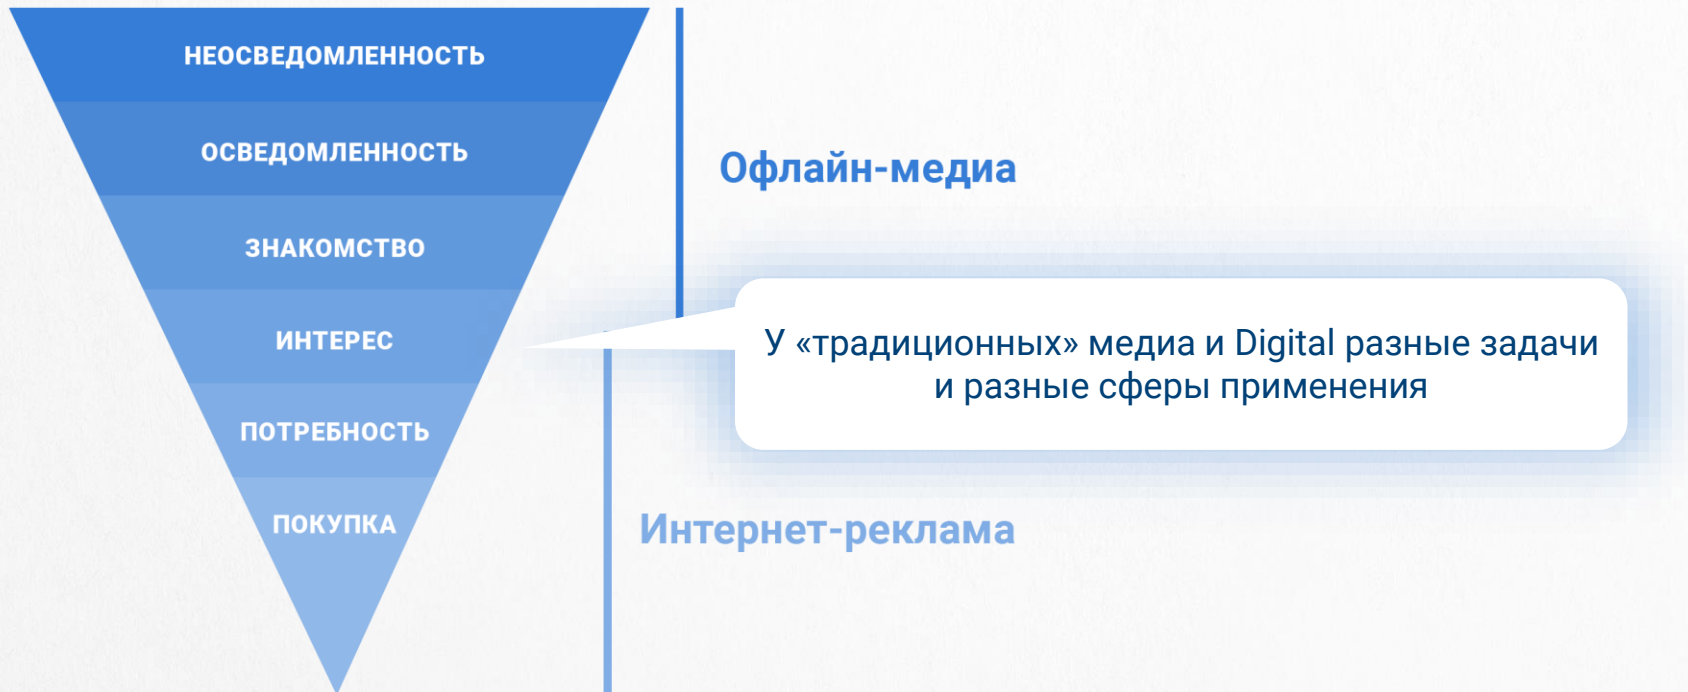 НЕОСВЕДОМЛЕННОСТЬ
ОСВЕДОМЛЕННОСТЬ
ЗНАКОМСТВО
ИНТЕРЕС
ПОТРЕБНОСТЬ
ПОКУПКА
Офлайн-медиа
У «традиционных» медиа и Digital разные задачи
и разные сферы применения
Интернет-реклама